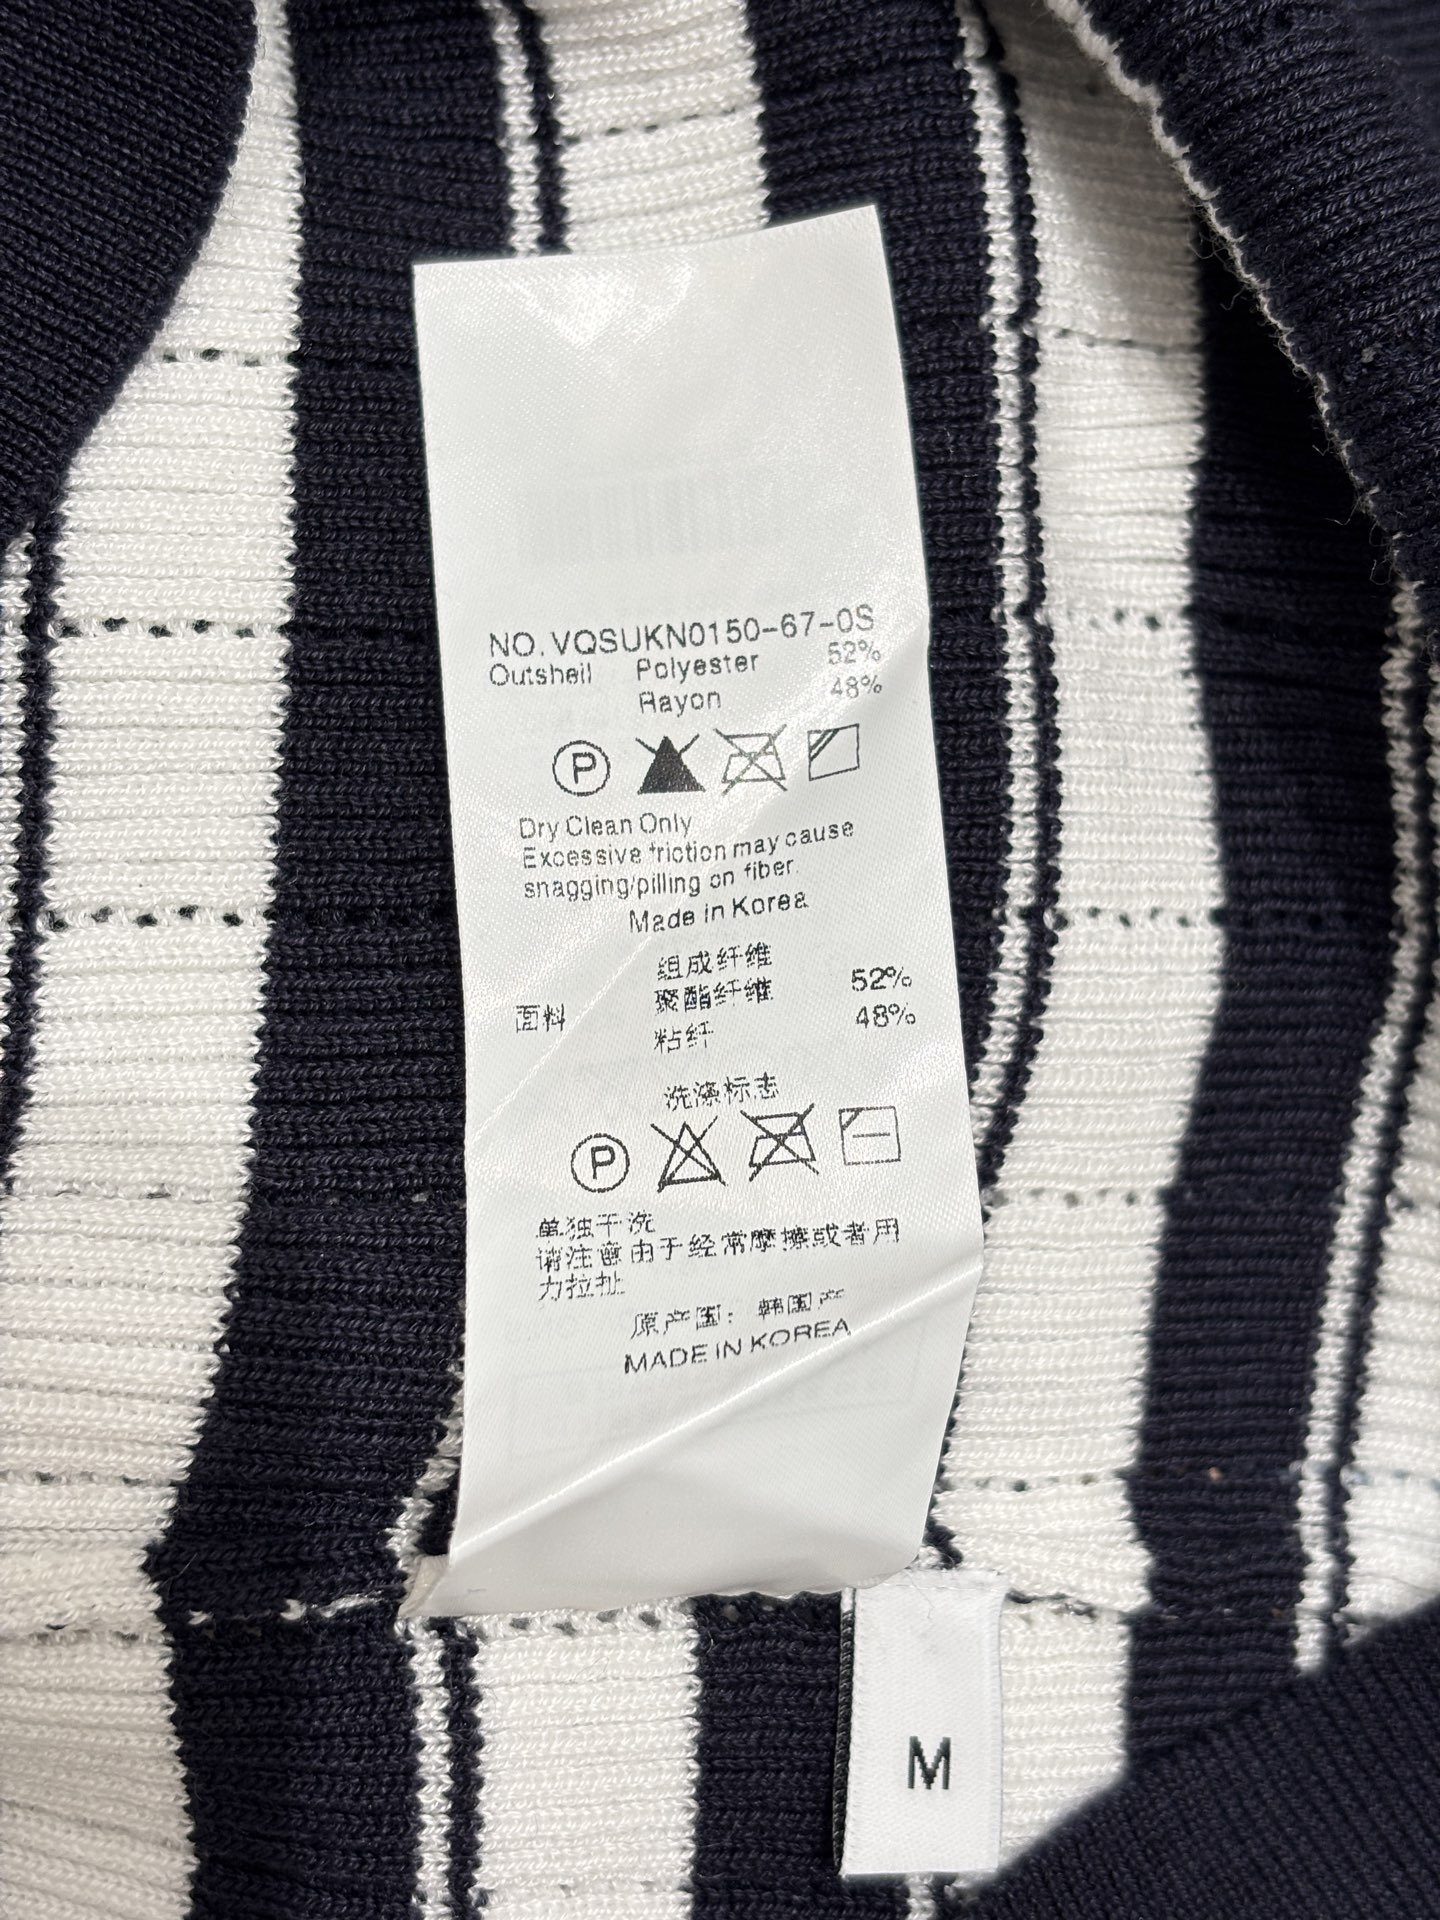 NO. VQSUKN0150-67-0S
Outshell Polyester 52%
Rayon 48%
P
Dry Clean Only
Excessive friction may cause
snagging/pilling on fiber.
Made in Korea
组成纤维
面料 聚酯纤维 52%
粘纤 48%
洗涤标志
P
单独干洗
请注意由于经常摩擦或者用
力拉扯
原产国：韩国产
MADE IN KOREA
M